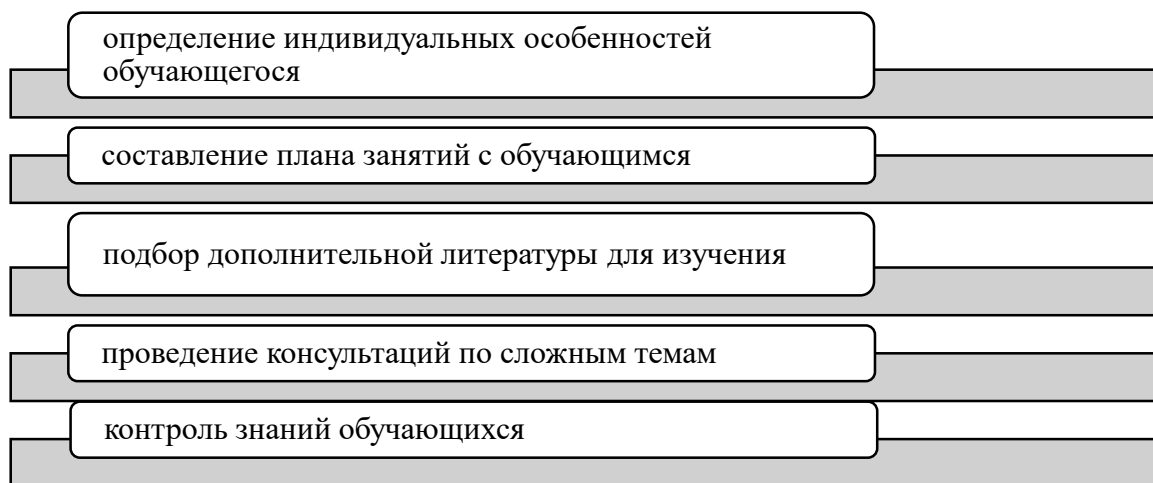 определение индивидуальных особенностей
обучающегося
составление плана занятий с обучающимся
подбор дополнительной литературы для изучения
проведение консультаций по сложным темам
контроль знаний обучающихся